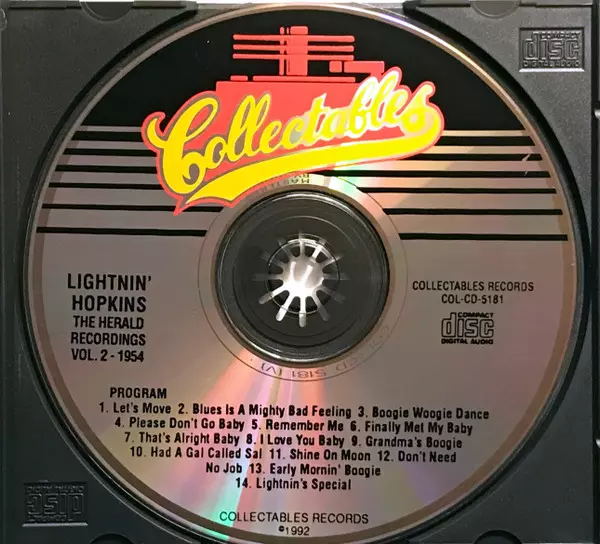 COMPACT
disc
DIGITAL AUDIO
Collectables
LIGHTNIN'
HOPKINS
THE HERALD
RECORDINGS
VOL. 2 - 1954
COLLECTABLES RECORDS
COL-CD-5181
COMPACT
disc
DIGITAL AUDIO
PROGRAM
1. Let's Move 2. Blues Is A Mighty Bad Feeling 3. Boogie Woogie Dance
4. Please Don't Go Baby 5. Remember Me 6. Finally Met My Baby
7. That's Alright Baby 8. I Love You Baby 9. Grandma's Boogie
10. Had A Gal Called Sal 11. Shine On Moon 12. Don't Need
No Job 13. Early Mornin' Boogie
14. Lightnin's Special
COLLECTABLES RECORDS
©1992